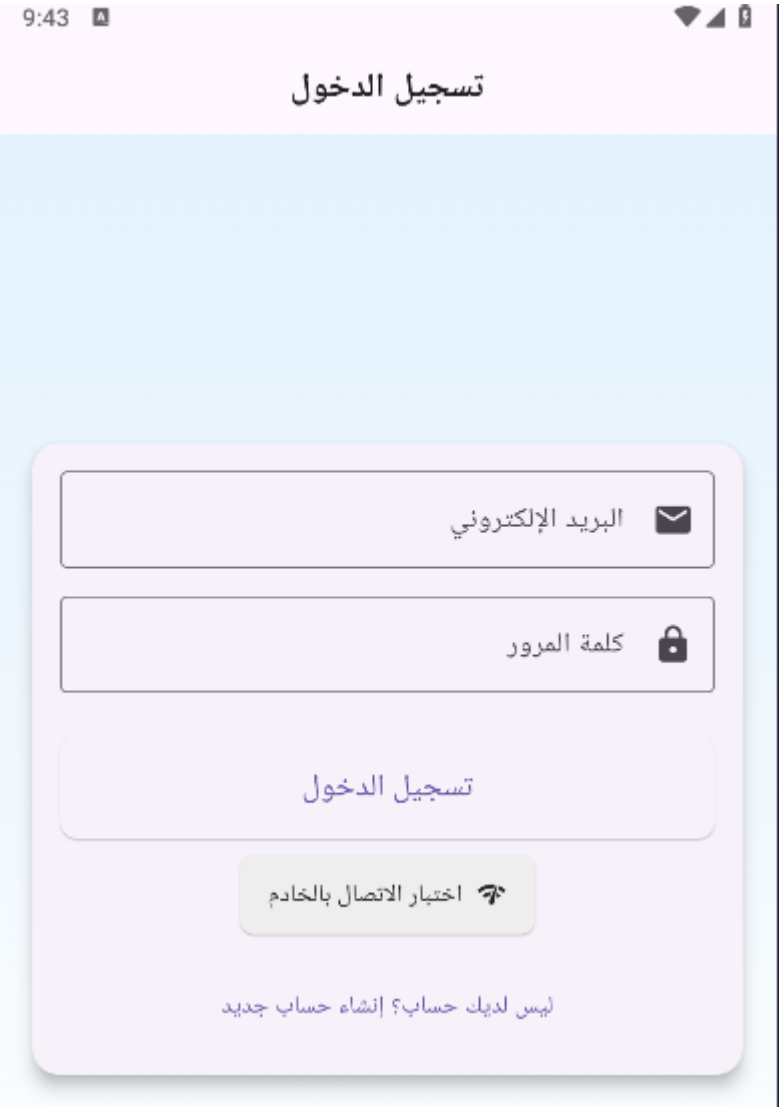 9:43
تسجيل الدخول
البريد الإلكتروني
كلمة المرور
تسجيل الدخول
اختبار الاتصال بالخادم
ليس لديك حساب؟ إنشاء حساب جديد